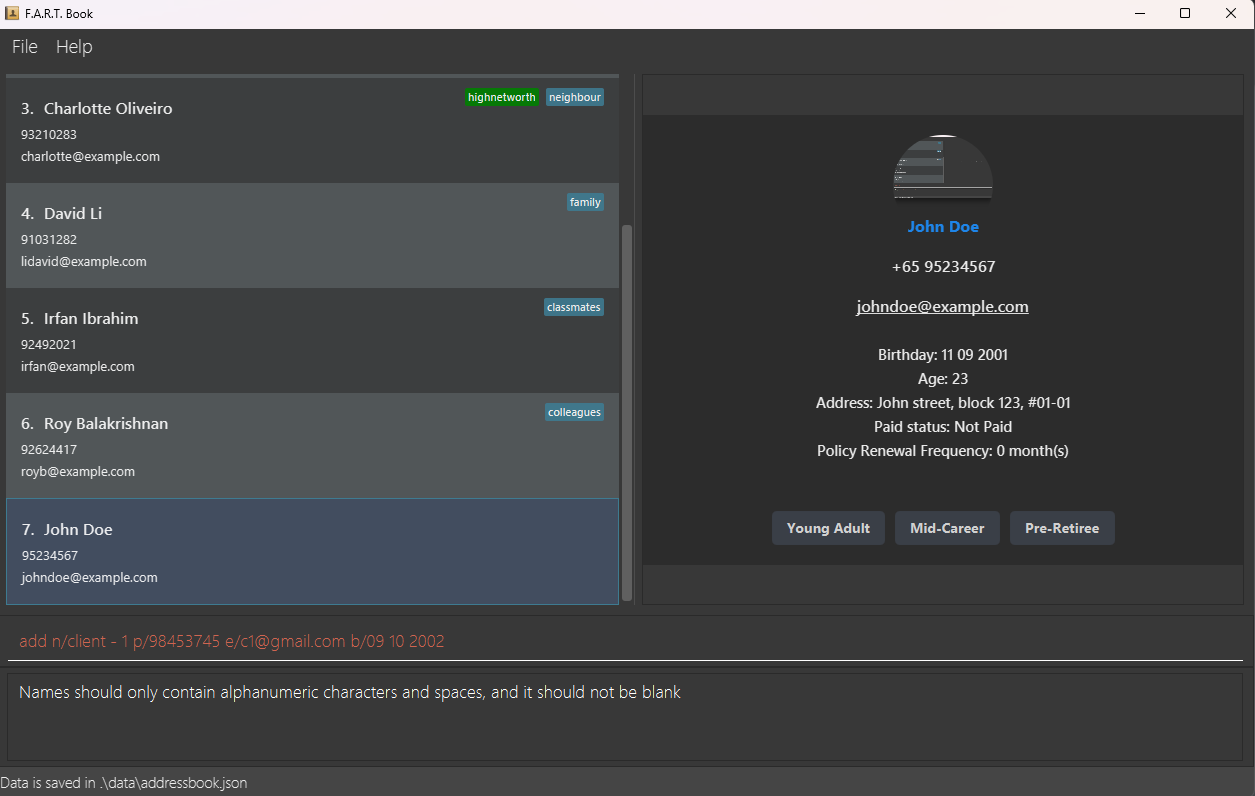 F.A.R.T. Book
File Help
3. Charlotte Oliveiro
highnetworth neighbour
93210283
charlotte@example.com
4. David Li
family
91031282
lidavid@example.com
5. Irfan Ibrahim
classmates
92492021
irfan@example.com
6. Roy Balakrishnan
colleagues
92624417
royb@example.com
7. John Doe
95234567
johndoe@example.com
John Doe
+65 95234567
johndoe@example.com
Birthday: 11 09 2001
Age: 23
Address: John street, block 123, #01-01
Paid status: Not Paid
Policy Renewal Frequency: 0 month(s)
Young Adult Mid-Career Pre-Retiree
add n/client - 1 p/98453745 e/c1@gmail.com b/09 10 2002
Names should only contain alphanumeric characters and spaces, and it should not be blank
Data is saved in .\data\addressbook.json